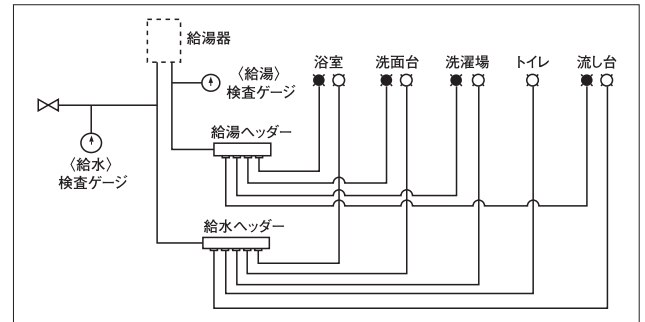 給湯器
浴室
洗面台
洗濯場
トイレ
流し台
〈給湯〉
検査ゲージ
給湯ヘッダー
〈給水〉
検査ゲージ
給水ヘッダー